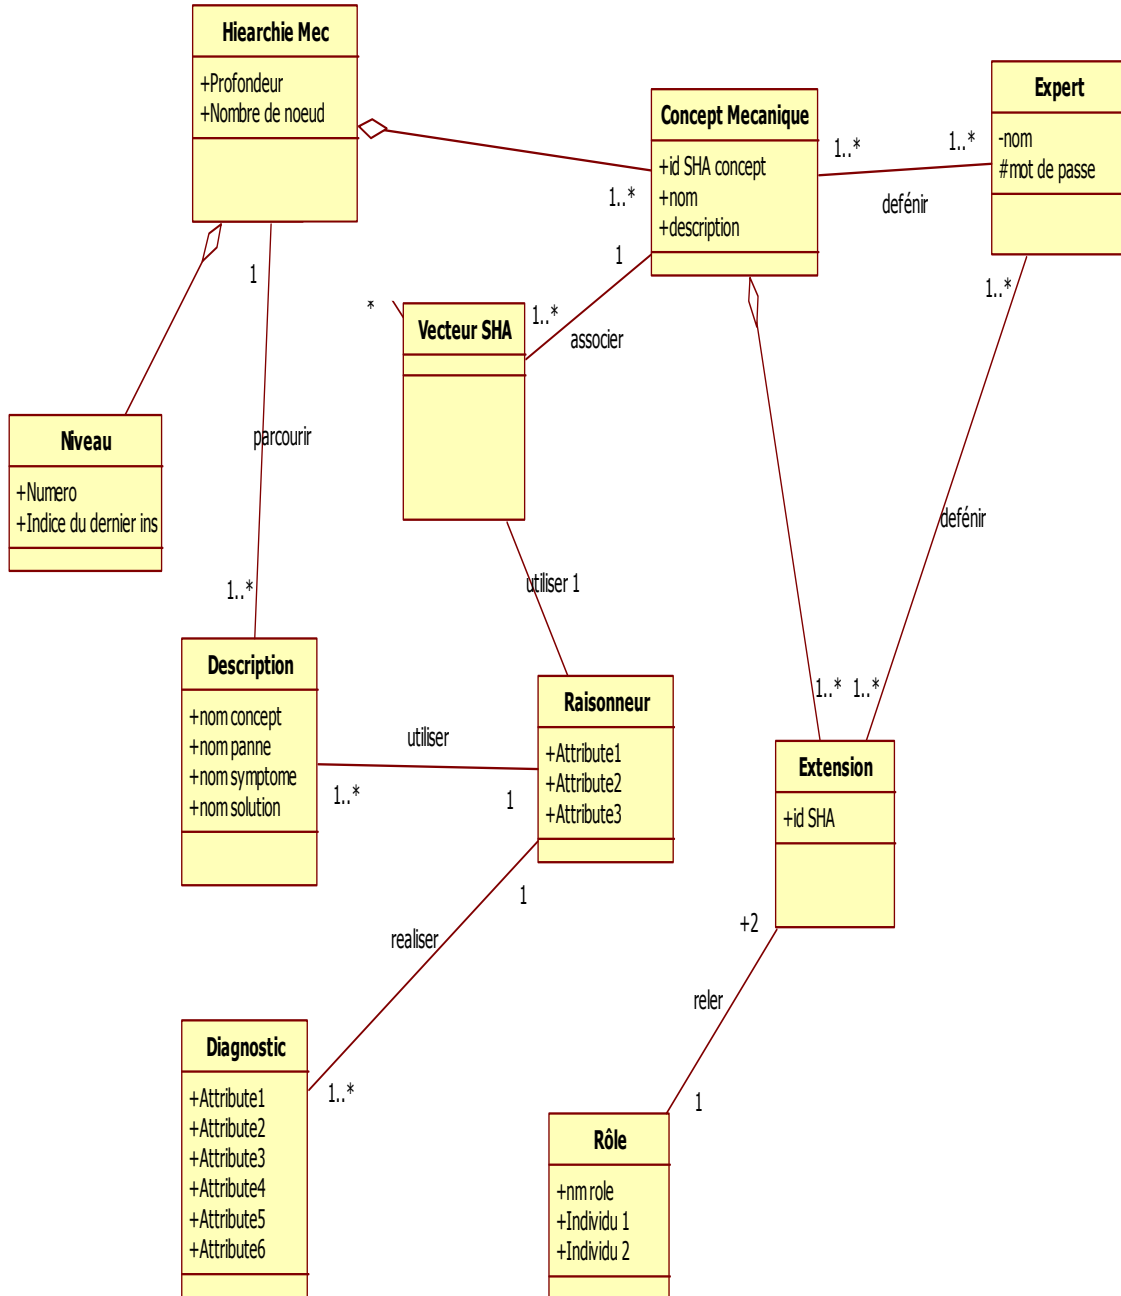 Hiearchie Mec
+Profondeur
+Nombre de noeud
Concept Mecanique
+id SHA concept
+nom
+description
Expert
-nom
#mot de passe
1..*
1..*
defénir
1..*
1
1
1..*
*
1..*
associer
Vecteur SHA
Niveau
+Numero
+Indice du dernier ins
parcourir
defénir
utiliser 1
1..*
Description
+nom concept
+nom panne
+nom symptome
+nom solution
utiliser
1..*
1
Raisonneur
+Attribute1
+Attribute2
+Attribute3
1..*
1..*
Extension
+id SHA
1
+2
realiser
reler
1..*
1
Diagnostic
+Attribute1
+Attribute2
+Attribute3
+Attribute4
+Attribute5
+Attribute6
Rôle
+nm role
+Individu 1
+Individu 2